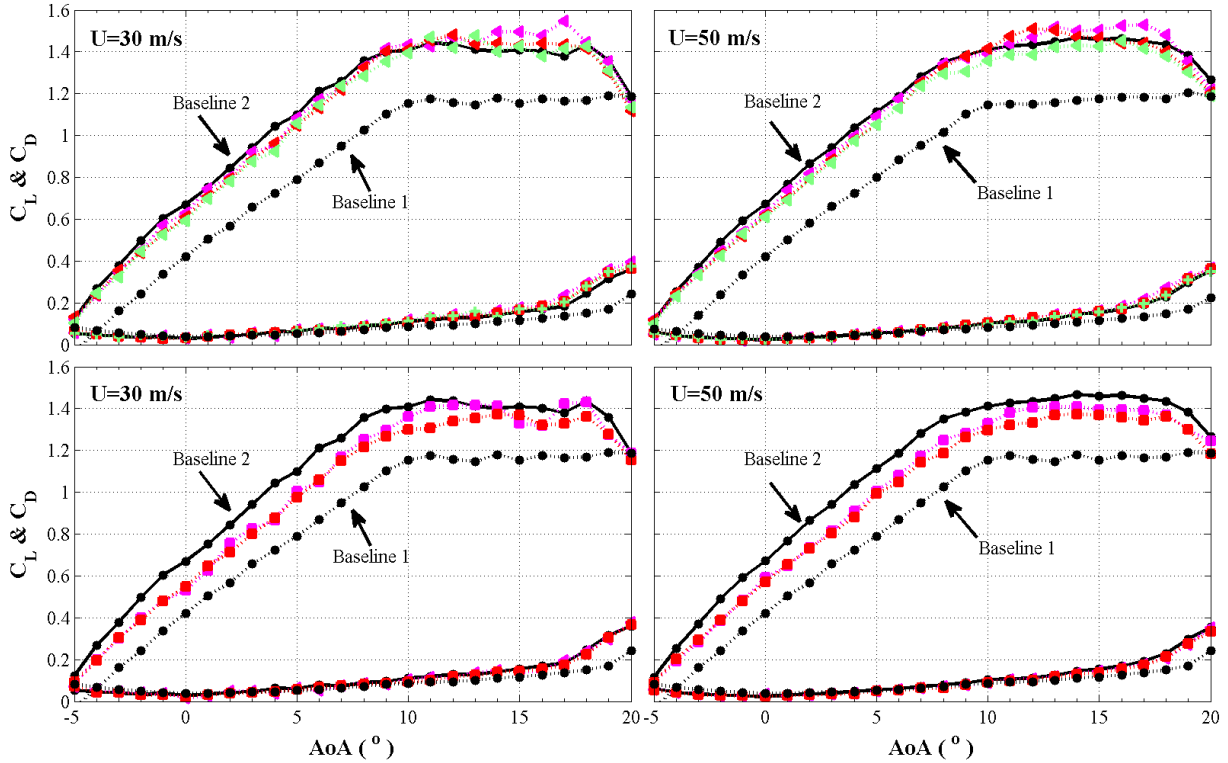 U=30 m/s
U=50 m/s
1.6
1.4
1.2
1
0.8
0.6
0.4
0.2
0
C_L & C_D
Baseline 2
Baseline 1
Baseline 2
Baseline 1
U=30 m/s
U=50 m/s
1.4
1.2
1
0.8
0.6
0.4
0.2
0
C_L & C_D
Baseline 2
Baseline 1
Baseline 2
Baseline 1
-5 0 5 10 15 20
-5 0 5 10 15 20
AoA ( ° )
AoA ( ° )